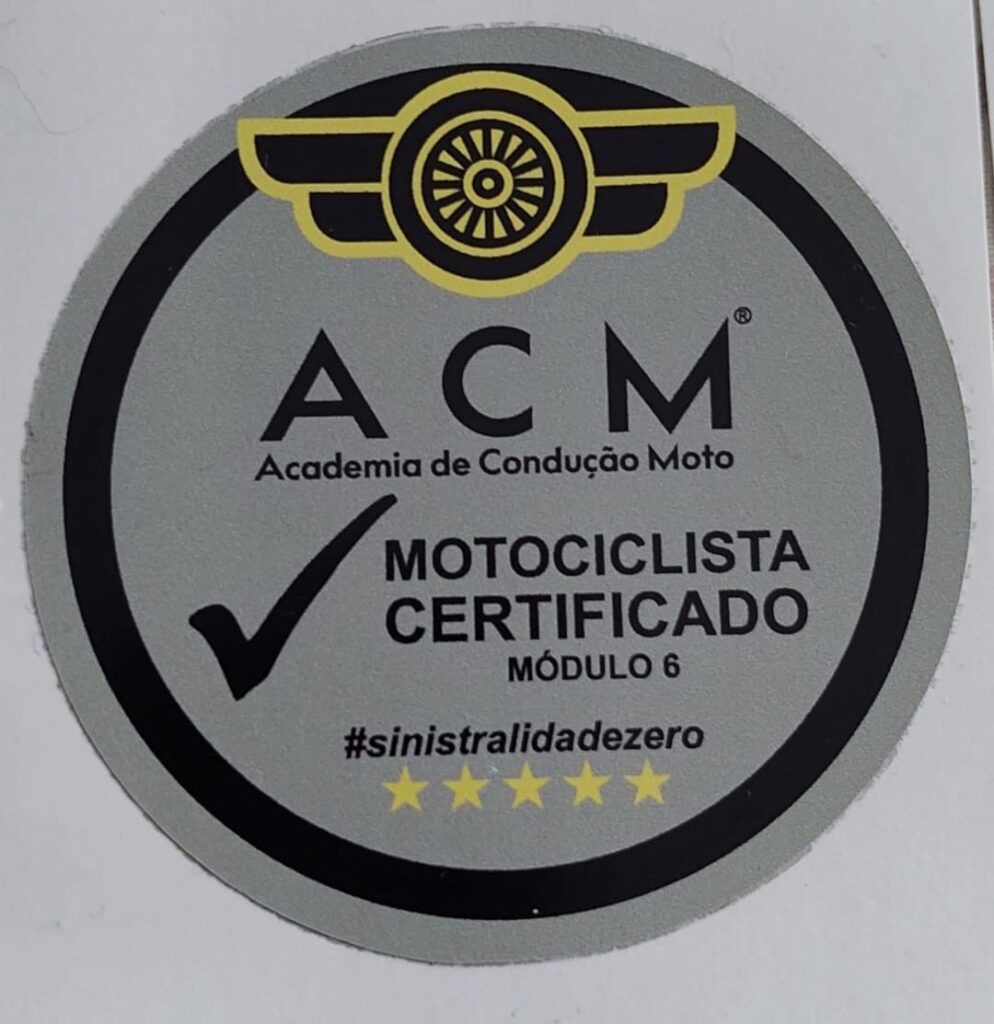 ACM®
Academia de Condução Moto
MOTOCICLISTA
CERTIFICADO
MÓDULO 6
#sinistralidadezero